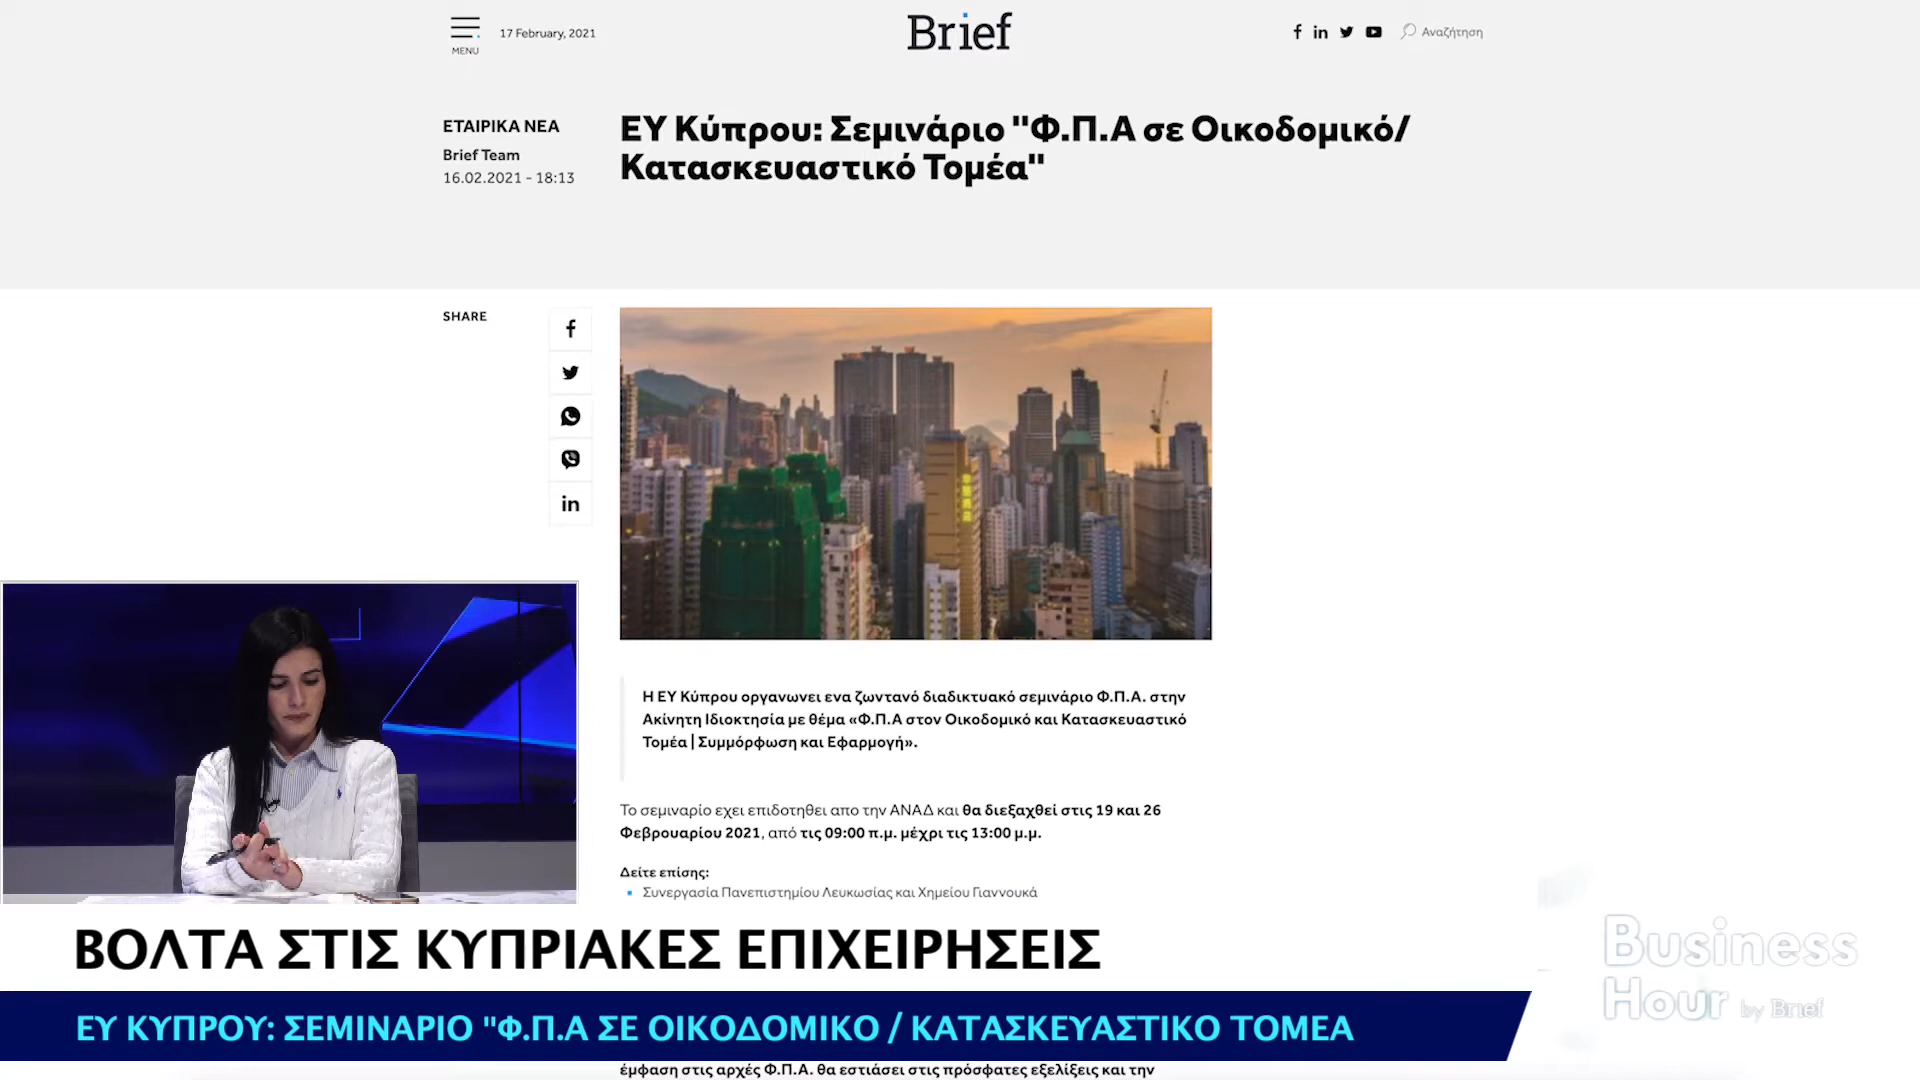 MENU
17 February, 2021
Brief
Αναζήτηση
ΕΤΑΙΡΙΚΑ ΝΕΑ
Brief Team
16.02.2021 - 18:13
EY Κύπρου: Σεμινάριο "Φ.Π.Α σε Οικοδομικό/
Κατασκευαστικό Τομέα"
SHARE
Η EY Κύπρου οργανωνει ενα ζωντανό διαδικτυακό σεμινάριο Φ.Π.Α. στην
Ακίνητη Ιδιοκτησία με θέμα «Φ.Π.Α στον Οικοδομικό και Κατασκευαστικό
Τομέα | Συμμόρφωση και Εφαρμογή».
Το σεμιναρίο εχει επιδοτηθει απο την ΑΝΑΔ και θα διεξαχθεί στις 19 και 26
Φεβρουαρίου 2021, από τις 09:00 π.μ. μέχρι τις 13:00 μ.μ.
Δείτε επίσης:
Συνεργασία Πανεπιστημίου Λευκωσίας και Χημείου Γιαννουκά
ΒΟΛΤΑ ΣΤΙΣ ΚΥΠΡΙΑΚΕΣ ΕΠΙΧΕΙΡΗΣΕΙΣ
EY ΚΥΠΡΟΥ: ΣΕΜΙΝΑΡΙΟ "Φ.Π.Α ΣΕ ΟΙΚΟΔΟΜΙΚΟ / ΚΑΤΑΣΚΕΥΑΣΤΙΚΟ ΤΟΜΕΑ
Business
Hour by Brief
έμφαση στις αρχές Φ.Π.Α. θα εστιάσει στις πρόσφατες εξελίξεις και την